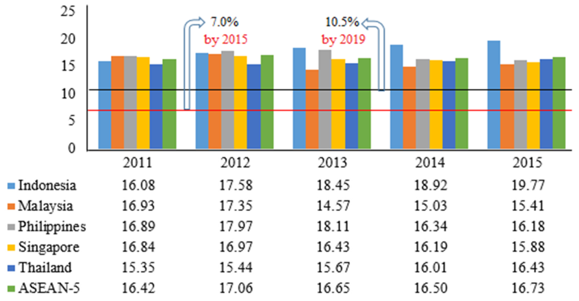 25
7.0% 10.5%
20
by 2015 by 2019
15
10
5
0
2011 2012 2013 2014 2015
Indonesia 16.08 17.58 18.45 18.92 19.77
Malaysia 16.93 17.35 14.57 15.03 15.41
Philippines 16.89 17.97 18.11 16.34 16.18
Singapore 16.84 16.97 16.43 16.19 15.88
Thailand 15.35 15.44 15.67 16.01 16.43
ASEAN-5 16.42 17.06 16.65 16.50 16.73